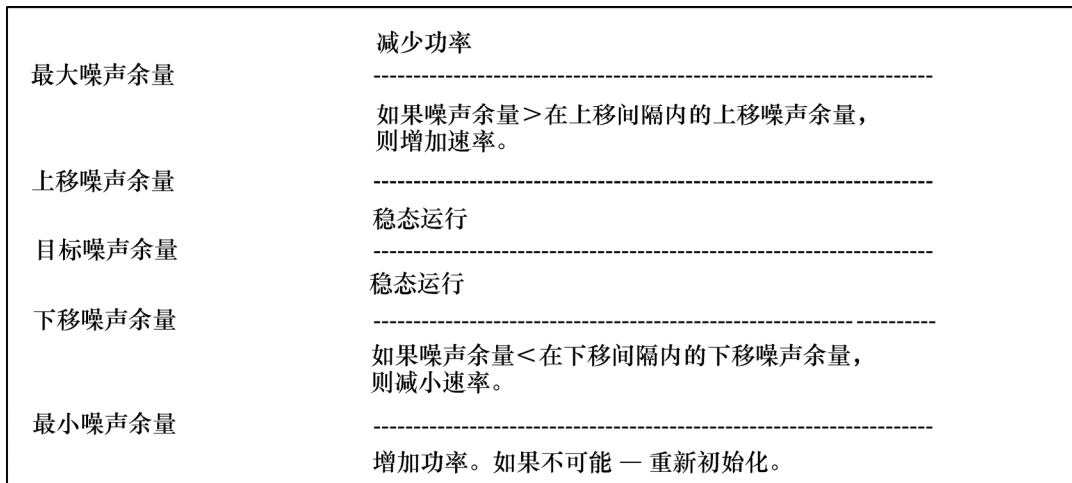 减少功率
最大噪声余量
如果噪声余量＞在上移间隔内的上移噪声余量，
则增加速率。
上移噪声余量
稳态运行
目标噪声余量
稳态运行
下移噪声余量
如果噪声余量＜在下移间隔内的下移噪声余量，
则减小速率。
最小噪声余量
增加功率。如果不可能 — 重新初始化。